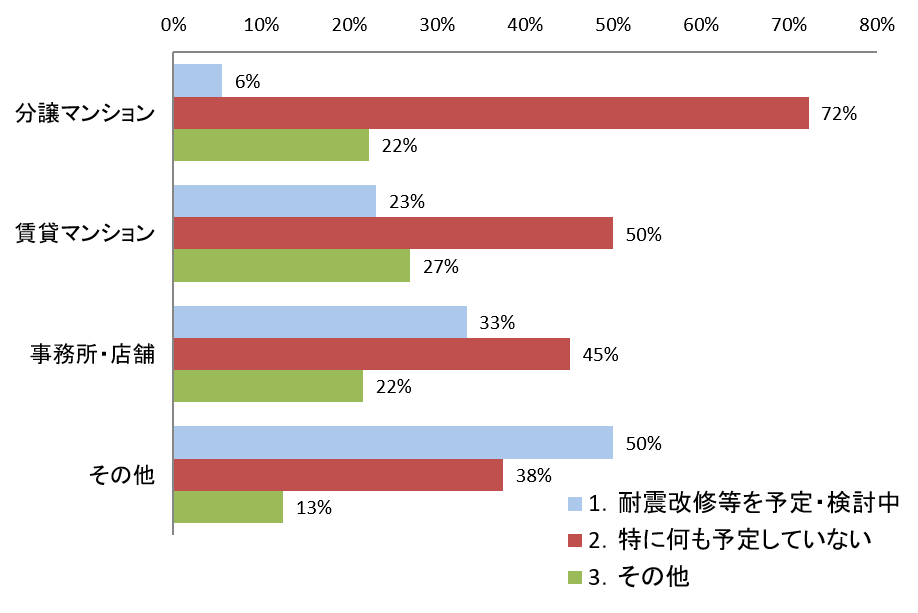 0% 10% 20% 30% 40% 50% 60% 70% 80%
6%
分譲マンション 72%
22%
23%
賃貸マンション 50%
27%
33%
事務所・店舗 45%
22%
50%
その他 38%
13%
1．耐震改修等を予定・検討中
2．特に何も予定していない
3．その他